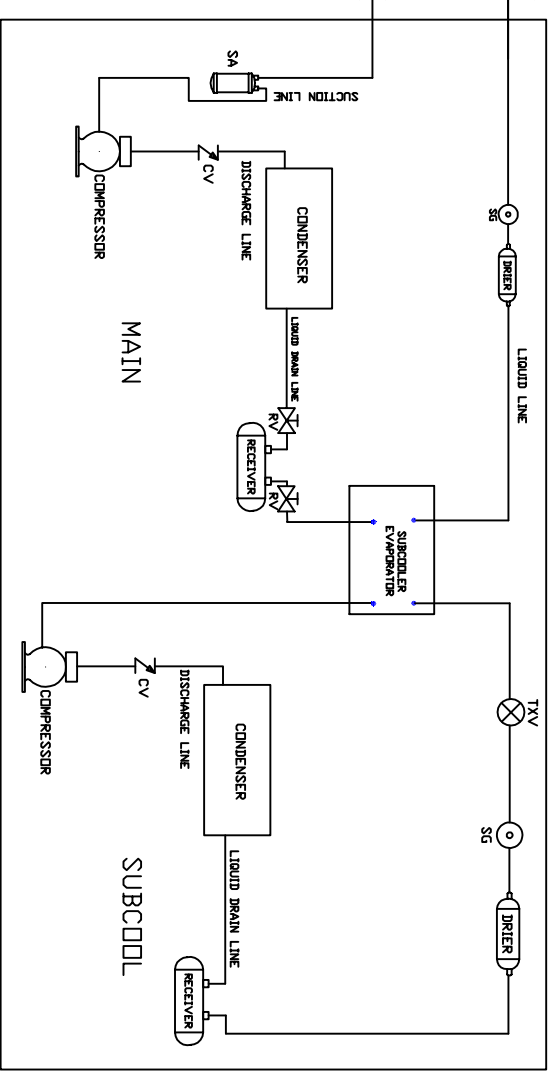 SA
SUCTION LINE
COMPRESSOR
CV
DISCHARGE LINE
CONDENSER
LIQUID DRAIN LINE
RV
RECEIVER
RV
SG
DRIER
LIQUID LINE
MAIN
SUBCOOLER
EVAPORATOR
COMPRESSOR
CV
DISCHARGE LINE
CONDENSER
LIQUID DRAIN LINE
RECEIVER
TXV
SG
DRIER
SUBCOOL